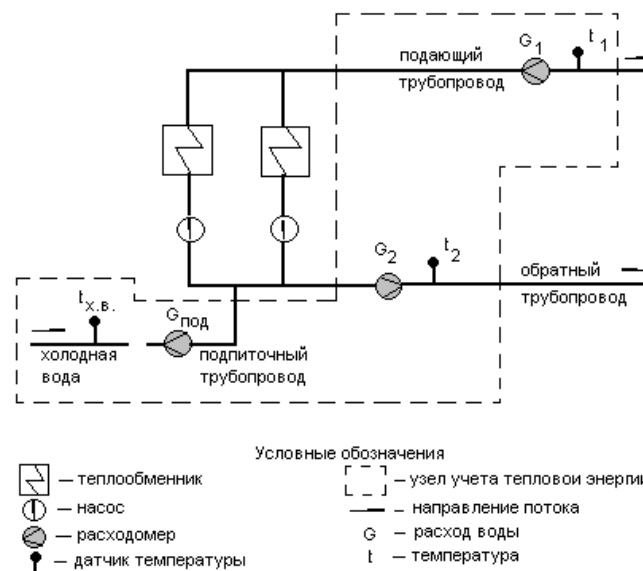 G1
t1
подающий
трубопровод
G2
t2
обратный
трубопровод
tх.в.
Gпод
холодная
вода
подпиточный
трубопровод
Условные обозначения
— теплообменник
— узел учета тепловои энергии
— насос
— направление потока
— расходомер
G — расход воды
— датчик температуры
t — температура